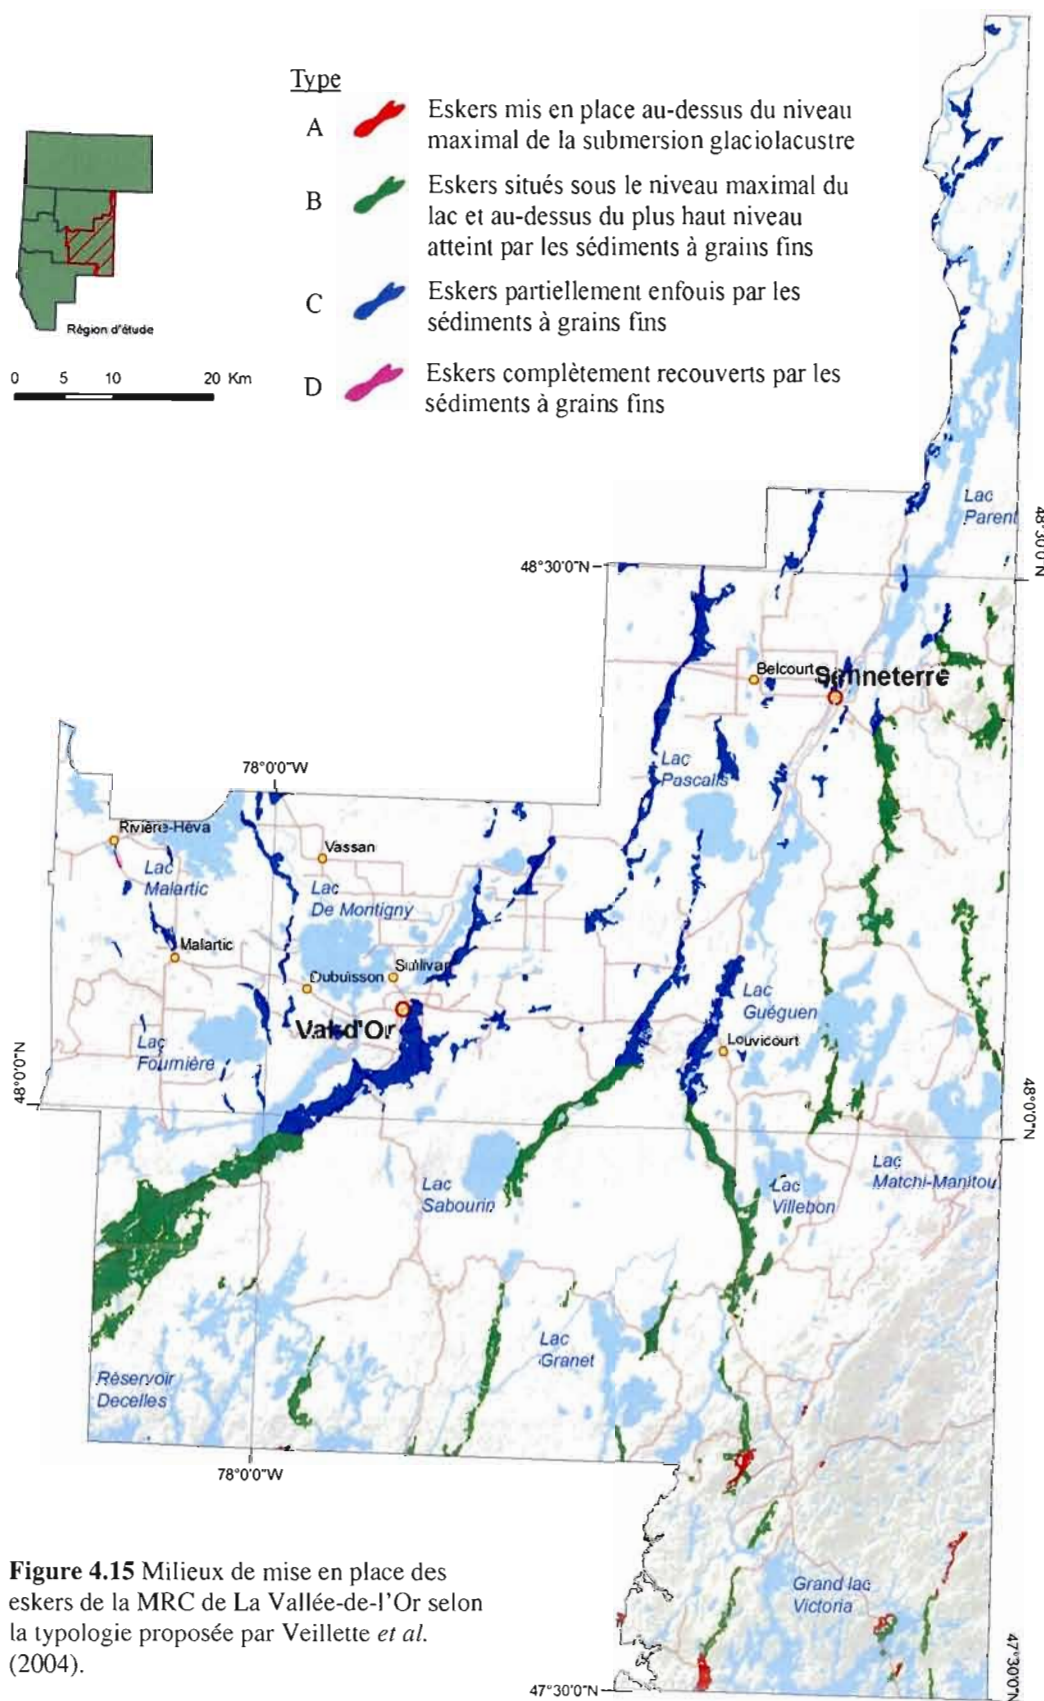 Type
A
Eskers mis en place au-dessus du niveau
maximal de la submersion glaciolacustre
B
Eskers situés sous le niveau maximal du
lac et au-dessus du plus haut niveau
atteint par les sédiments à grains fins
C
Eskers partiellement enfouis par les
sédiments à grains fins
D
Eskers complètement recouverts par les
sédiments à grains fins
Région d'étude
0 5 10 20 Km
Lac
Parent
48°30'0"N
48°30'0"N
Belcourt
Senneterre
Lac
Pascalis
78°0'0"W
Rivière-Héva
Vassan
Lac
Malartic
Lac
De Montigny
Malartic
Dubuisson
Sullivan
Val-d'Or
Lac
Guéguen
Louvicourt
Lac
Fournière
48°0'0"N
48°0'0"N
Lac
Sabourin
Lac
Villebon
Lac
Matchi-Manitou
Lac
Granet
Réservoir
Decelles
78°0'0"W
Grand lac
Victoria
47°30'0"N
47°30'0"N
Figure 4.15 Milieux de mise en place des
eskers de la MRC de La Vallée-de-l'Or selon
la typologie proposée par Veillette et al.
(2004).